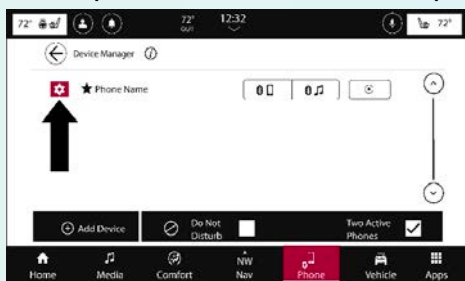 72° 72° OUT 12:32 72°
Device Manager
Phone Name
Add Device Do Not Disturb Two Active Phones
Home Media Comfort NW Nav Phone Vehicle Apps